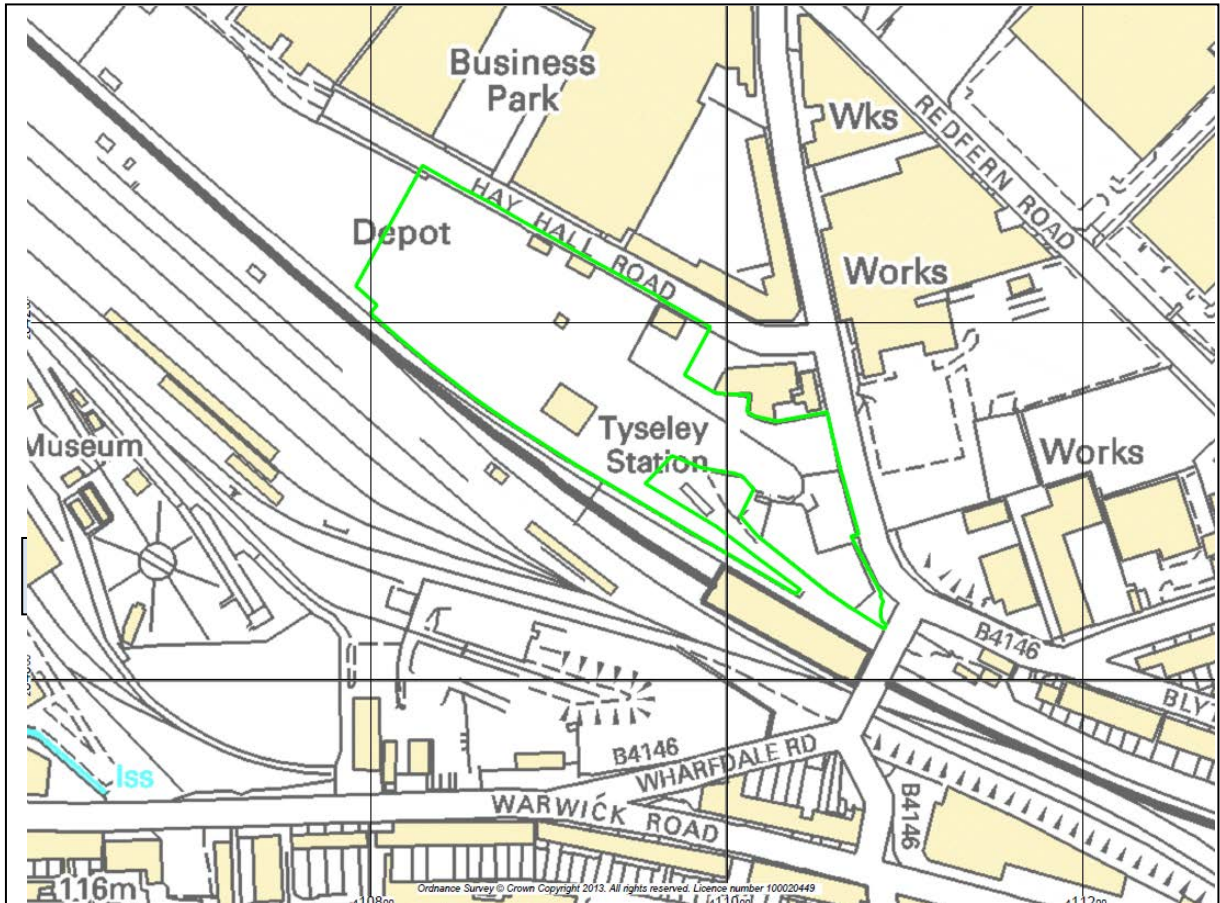 Business
Park
Wks
REDFERN ROAD
HAY HALL ROAD
Depot
Works
Museum
Tyseley
Station
Works
B4146
BLYT
Iss
B4146
WHARFDALE RD
WARWICK ROAD
B4146
116m
Ordnance Survey © Crown Copyright 2013. All rights reserved. Licence number 100020449